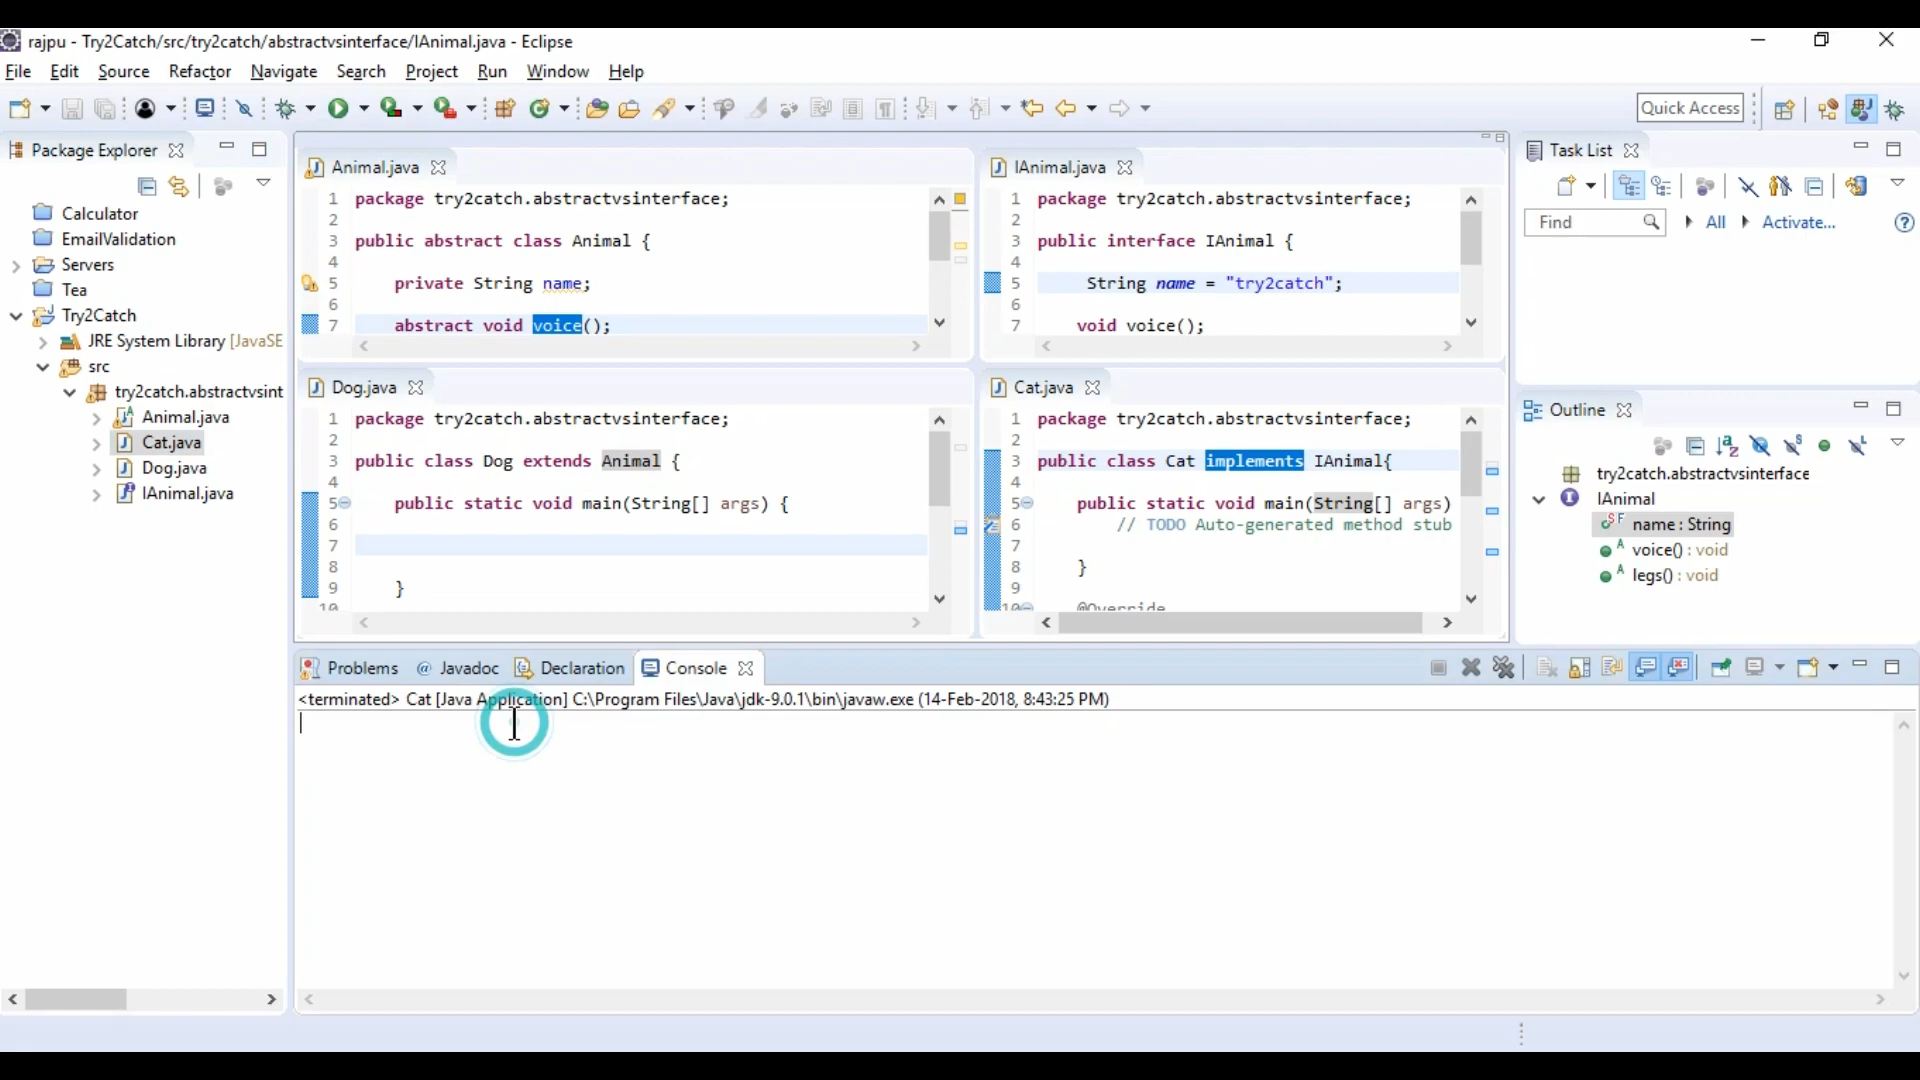 rajpu - Try2Catch/src/try2catch/abstractvsinterface/IAnimal.java - Eclipse
File Edit Source Refactor Navigate Search Project Run Window Help
Quick Access
Package Explorer
Calculator
EmailValidation
Servers
Tea
Try2Catch
JRE System Library [JavaSE
src
try2catch.abstractvsint
Animal.java
Cat.java
Dog.java
IAnimal.java
Animal.java
1 package try2catch.abstractvsinterface;
2
3 public abstract class Animal {
4
5 private String name;
6
7 abstract void voice();
IAnimal.java
1 package try2catch.abstractvsinterface;
2
3 public interface IAnimal {
4
5 String name = "try2catch";
6
7 void voice();
Dog.java
1 package try2catch.abstractvsinterface;
2
3 public class Dog extends Animal {
4
5 public static void main(String[] args) {
6
7
8
9 }
10
Cat.java
1 package try2catch.abstractvsinterface;
2
3 public class Cat implements IAnimal{
4
5 public static void main(String[] args)
6 // TODO Auto-generated method stub
7
8 }
9
10 @Override
Task List
Find All Activate...
Outline
try2catch.abstractvsinterface
IAnimal
name : String
voice() : void
legs() : void
Problems @ Javadoc Declaration Console
<terminated> Cat [Java Application] C:\Program Files\Java\jdk-9.0.1\bin\javaw.exe (14-Feb-2018, 8:43:25 PM)